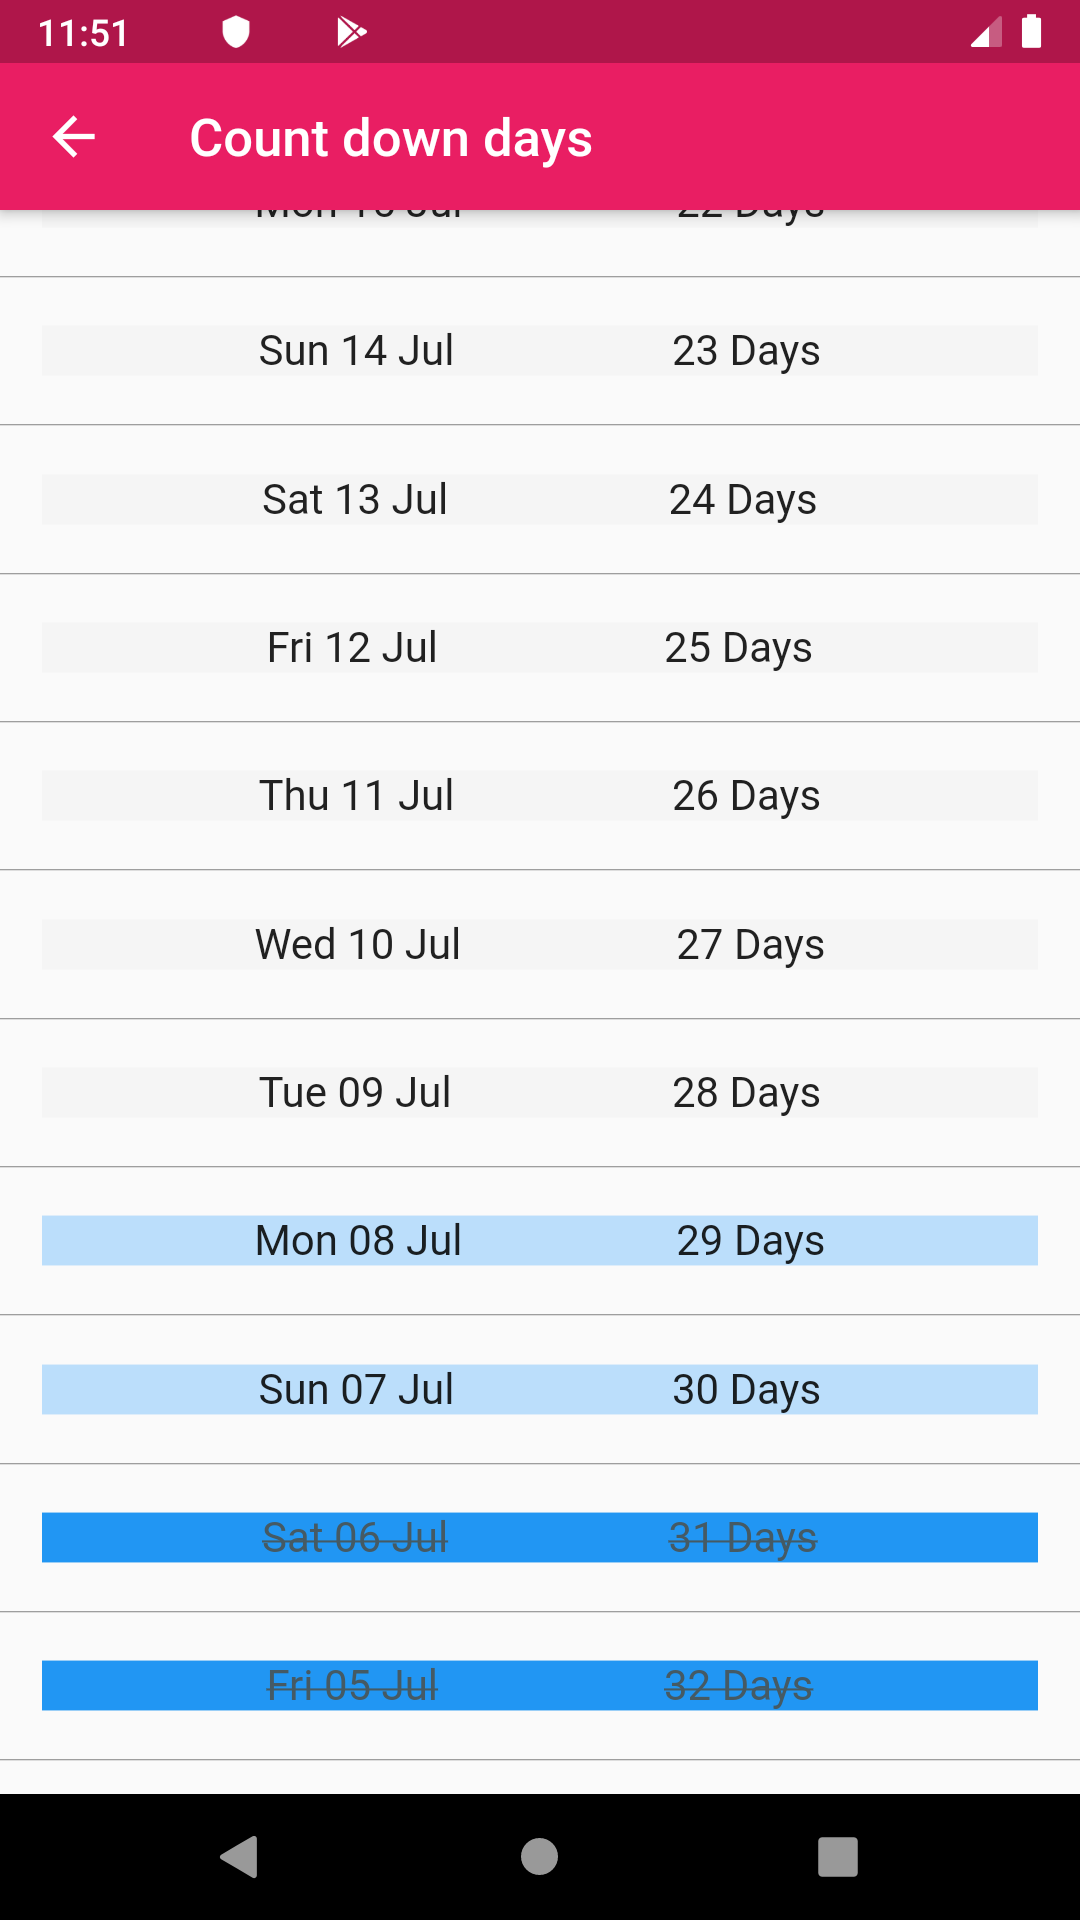 11:51
Count down days
22 Days
Sun 14 Jul 23 Days
Sat 13 Jul 24 Days
Fri 12 Jul 25 Days
Thu 11 Jul 26 Days
Wed 10 Jul 27 Days
Tue 09 Jul 28 Days
Mon 08 Jul 29 Days
Sun 07 Jul 30 Days
Sat 06 Jul 31 Days
Fri 05 Jul 32 Days